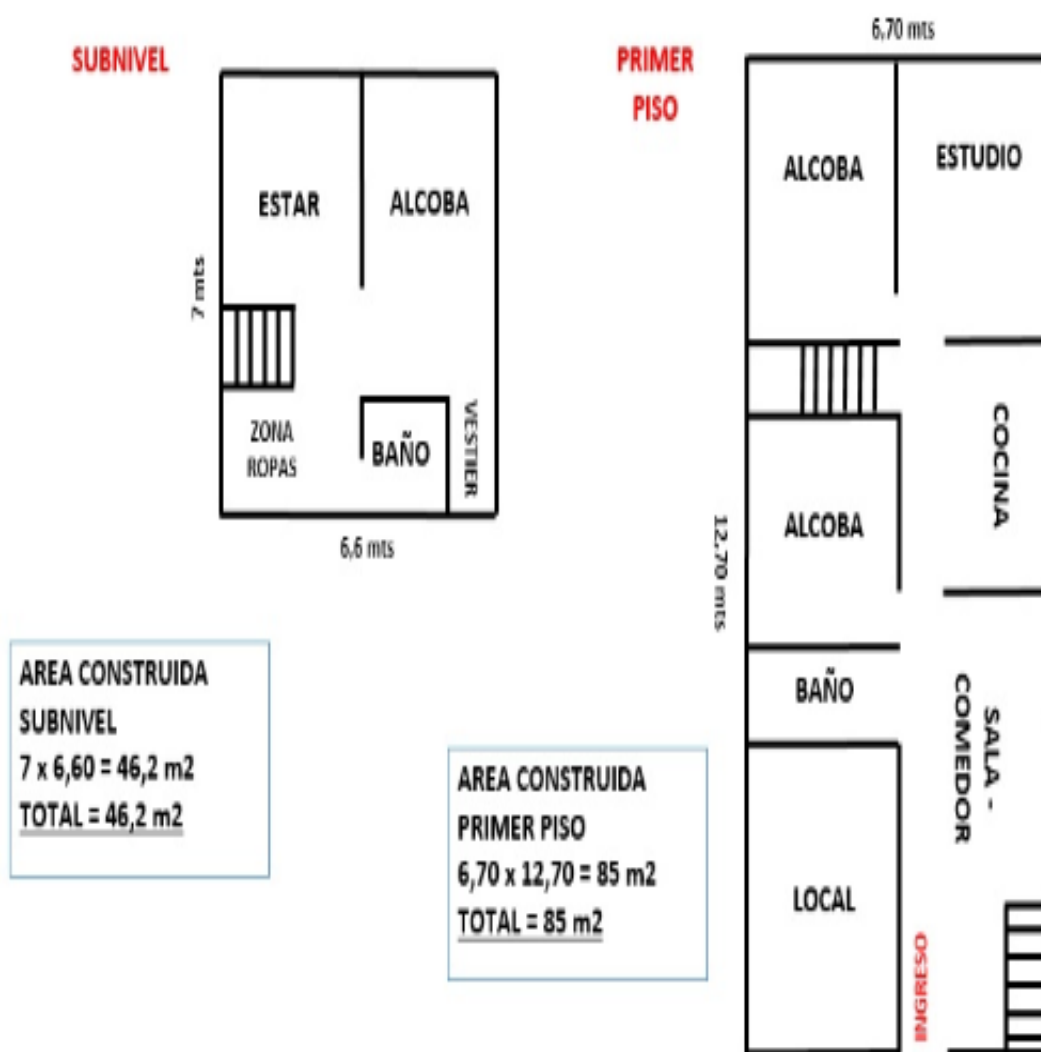 SUBNIVEL
ESTAR
ALCOBA
7 mts
ZONA
ROPAS
BAÑO
VESTIER
6,6 mts
AREA CONSTRUIDA
SUBNIVEL
7 x 6,60 = 46,2 m2
TOTAL = 46,2 m2
PRIMER
PISO
6,70 mts
ALCOBA
ESTUDIO
COCINA
ALCOBA
12,70 mts
BAÑO
SALA -
COMEDOR
LOCAL
INGRESO
AREA CONSTRUIDA
PRIMER PISO
6,70 x 12,70 = 85 m2
TOTAL = 85 m2